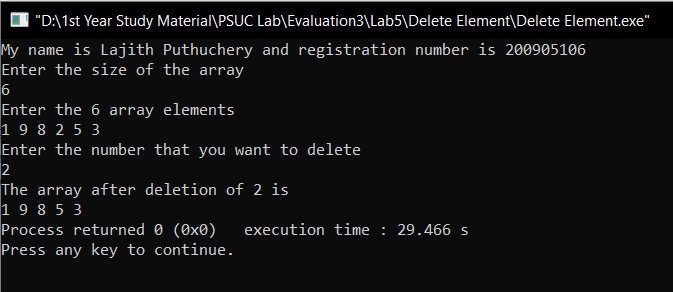 "D:\1st Year Study Material\PSUC Lab\Evaluation3\Lab5\Delete Element\Delete Element.exe"
My name is Lajith Puthuchery and registration number is 200905106
Enter the size of the array
6
Enter the 6 array elements
1 9 8 2 5 3
Enter the number that you want to delete
2
The array after deletion of 2 is
1 9 8 5 3
Process returned 0 (0x0)   execution time : 29.466 s
Press any key to continue.